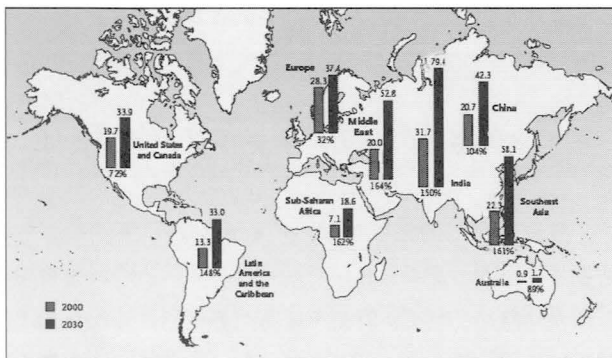 Europe
28.3
37.4
32%
19.7
33.9
United States
and Canada
72%
Middle
East
20.0
52.8
164%
31.7
79.4
150%
India
20.7
42.3
104%
China
22.3
58.1
161%
Southeast
Asia
Sub-Saharan
Africa
7.1
18.6
162%
13.3
33.0
148%
Latin
America
and the
Caribbean
Australia
0.9
1.7
89%
2000
2030